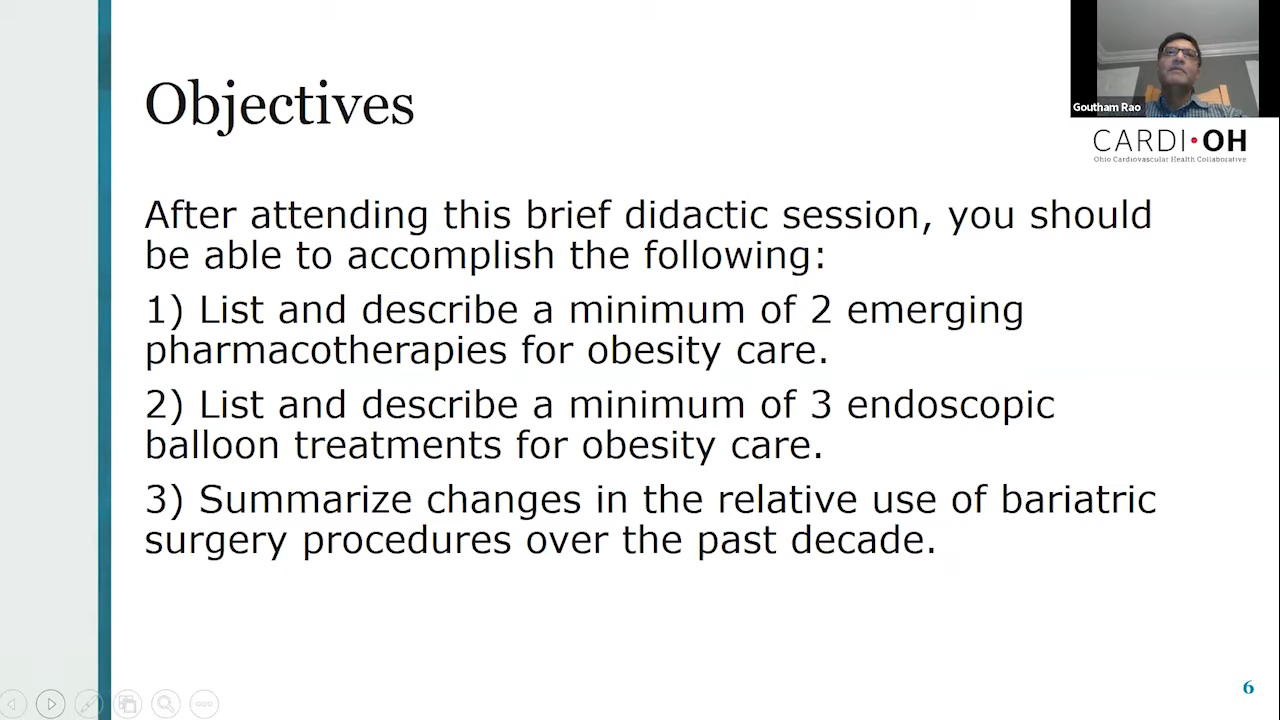 Objectives
Goutham Rao
CARDI•OH
Ohio Cardiovascular Health Collaborative
After attending this brief didactic session, you should
be able to accomplish the following:
1) List and describe a minimum of 2 emerging
pharmacotherapies for obesity care.
2) List and describe a minimum of 3 endoscopic
balloon treatments for obesity care.
3) Summarize changes in the relative use of bariatric
surgery procedures over the past decade.
6